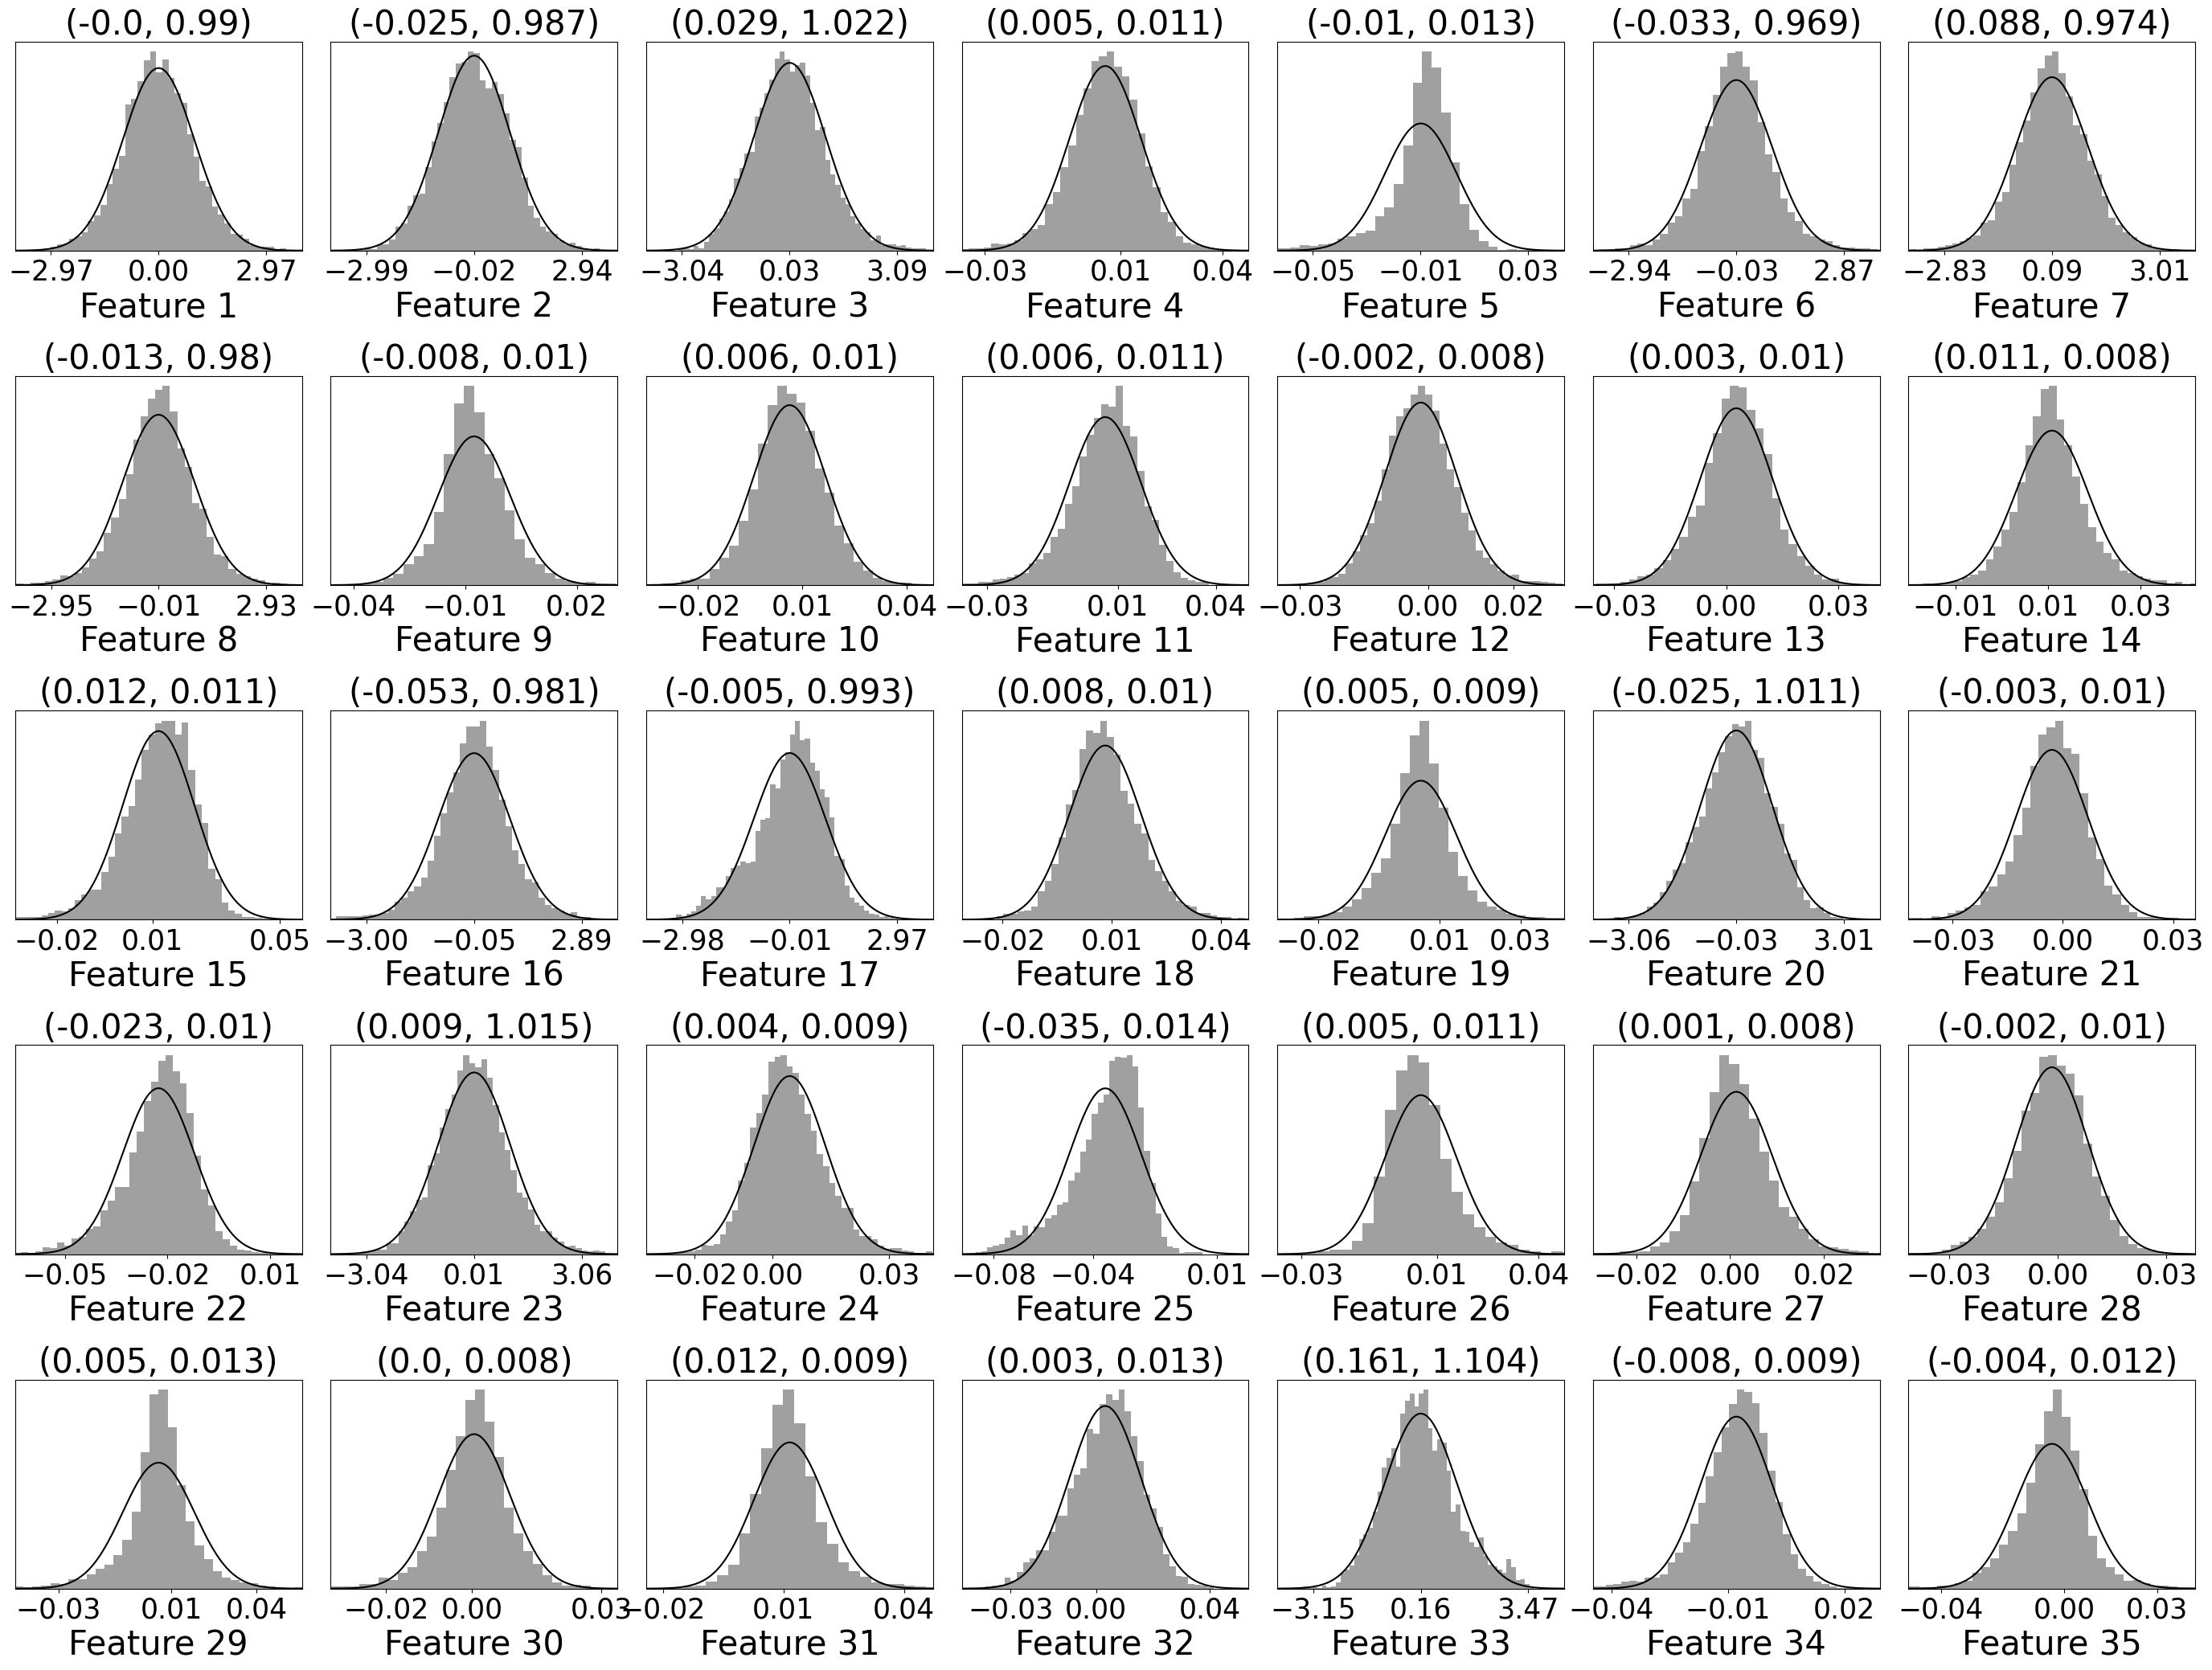 (-0.0, 0.99) (-0.025, 0.987) (0.029, 1.022) (0.005, 0.011) (-0.01, 0.013) (-0.033, 0.969) (0.088, 0.974)
−2.97 0.00 2.97 −2.99 −0.02 2.94 −3.04 0.03 3.09 −0.03 0.01 0.04 −0.05 −0.01 0.03 −2.94 −0.03 2.87 −2.83 0.09 3.01
Feature 1 Feature 2 Feature 3 Feature 4 Feature 5 Feature 6 Feature 7
(-0.013, 0.98) (-0.008, 0.01) (0.006, 0.01) (0.006, 0.011) (-0.002, 0.008) (0.003, 0.01) (0.011, 0.008)
−2.95 −0.01 2.93 −0.04 −0.01 0.02 −0.02 0.01 0.04 −0.03 0.01 0.04 −0.03 0.00 0.02 −0.03 0.00 0.03 −0.01 0.01 0.03
Feature 8 Feature 9 Feature 10 Feature 11 Feature 12 Feature 13 Feature 14
(0.012, 0.011) (-0.053, 0.981) (-0.005, 0.993) (0.008, 0.01) (0.005, 0.009) (-0.025, 1.011) (-0.003, 0.01)
−0.02 0.01 0.05 −3.00 −0.05 2.89 −2.98 −0.01 2.97 −0.02 0.01 0.04 −0.02 0.01 0.03 −3.06 −0.03 3.01 −0.03 0.00 0.03
Feature 15 Feature 16 Feature 17 Feature 18 Feature 19 Feature 20 Feature 21
(-0.023, 0.01) (0.009, 1.015) (0.004, 0.009) (-0.035, 0.014) (0.005, 0.011) (0.001, 0.008) (-0.002, 0.01)
−0.05 −0.02 0.01 −3.04 0.01 3.06 −0.02 0.00 0.03 −0.08 −0.04 0.01 −0.03 0.01 0.04 −0.02 0.00 0.02 −0.03 0.00 0.03
Feature 22 Feature 23 Feature 24 Feature 25 Feature 26 Feature 27 Feature 28
(0.005, 0.013) (0.0, 0.008) (0.012, 0.009) (0.003, 0.013) (0.161, 1.104) (-0.008, 0.009) (-0.004, 0.012)
−0.03 0.01 0.04 −0.02 0.00 0.03 −0.02 0.01 0.04 −0.03 0.00 0.04 −3.15 0.16 3.47 −0.04 −0.01 0.02 −0.04 0.00 0.03
Feature 29 Feature 30 Feature 31 Feature 32 Feature 33 Feature 34 Feature 35